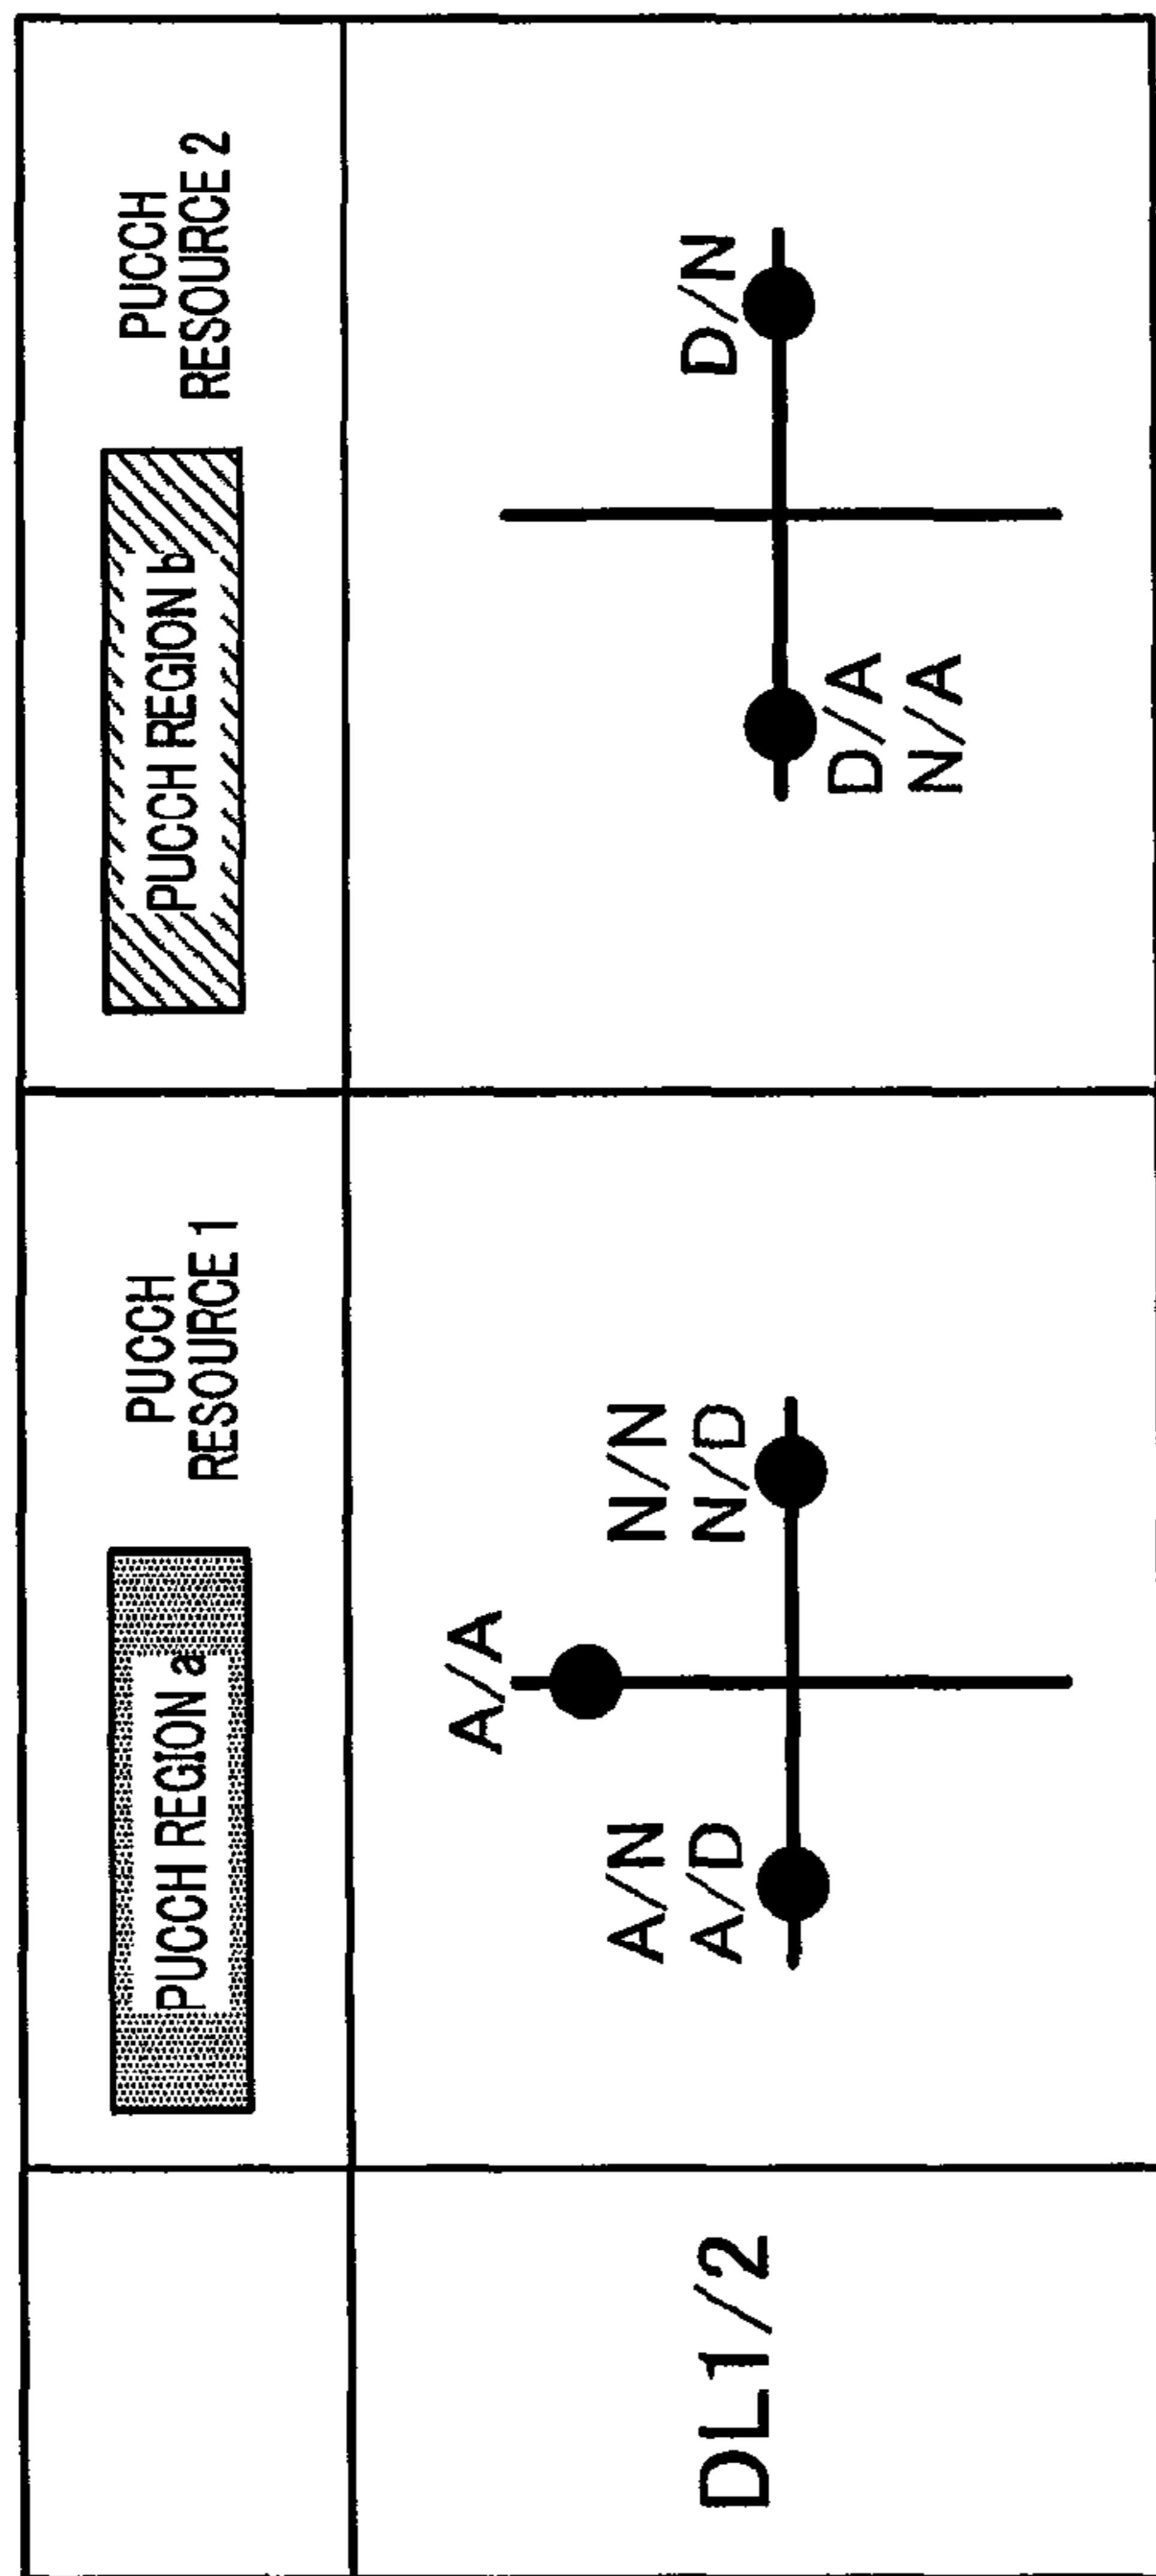 PUCCH REGION a
PUCCH
RESOURCE 1
PUCCH REGION b
PUCCH
RESOURCE 2
DL1/2
A/A
A/N
A/D
N/N
N/D
D/N
D/A
N/A